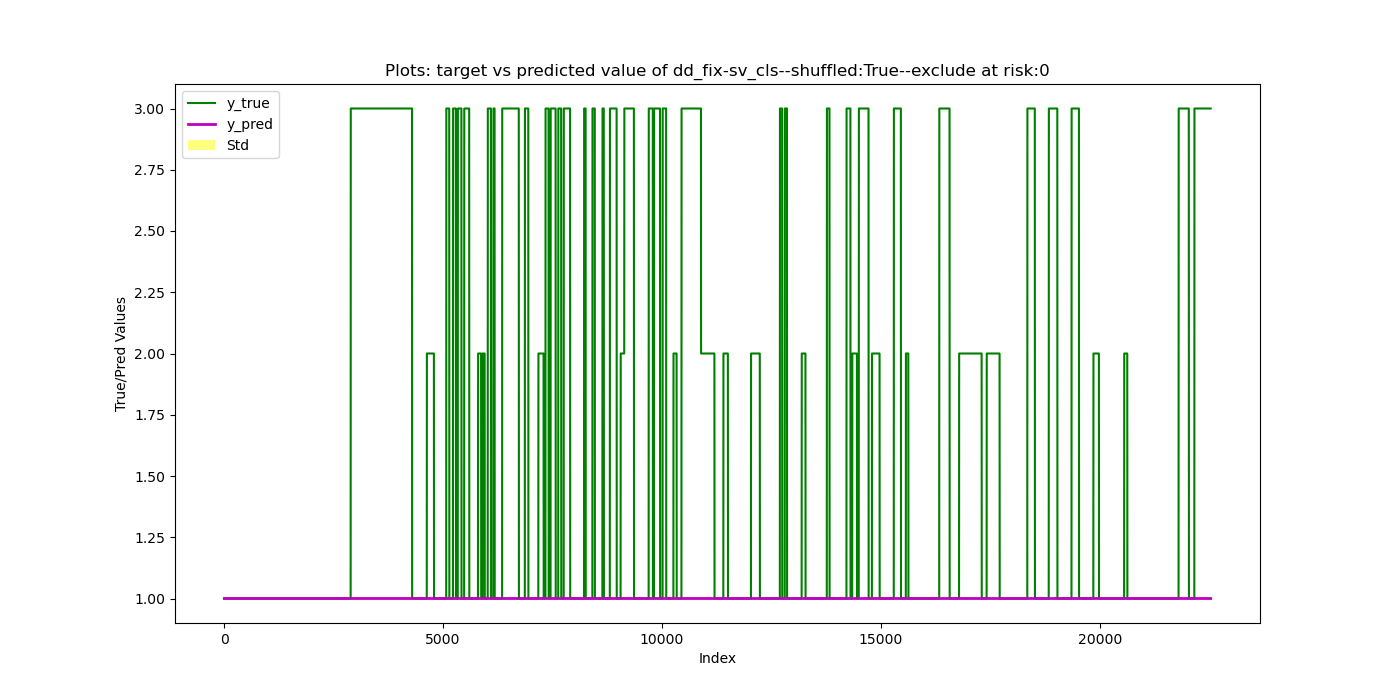 Plots: target vs predicted value of dd_fix-sv_cls--shuffled:True--exclude at risk:0
y_true
y_pred
Std
3.00
2.75
2.50
2.25
2.00
1.75
1.50
1.25
1.00
True/Pred Values
0 5000 10000 15000 20000
Index